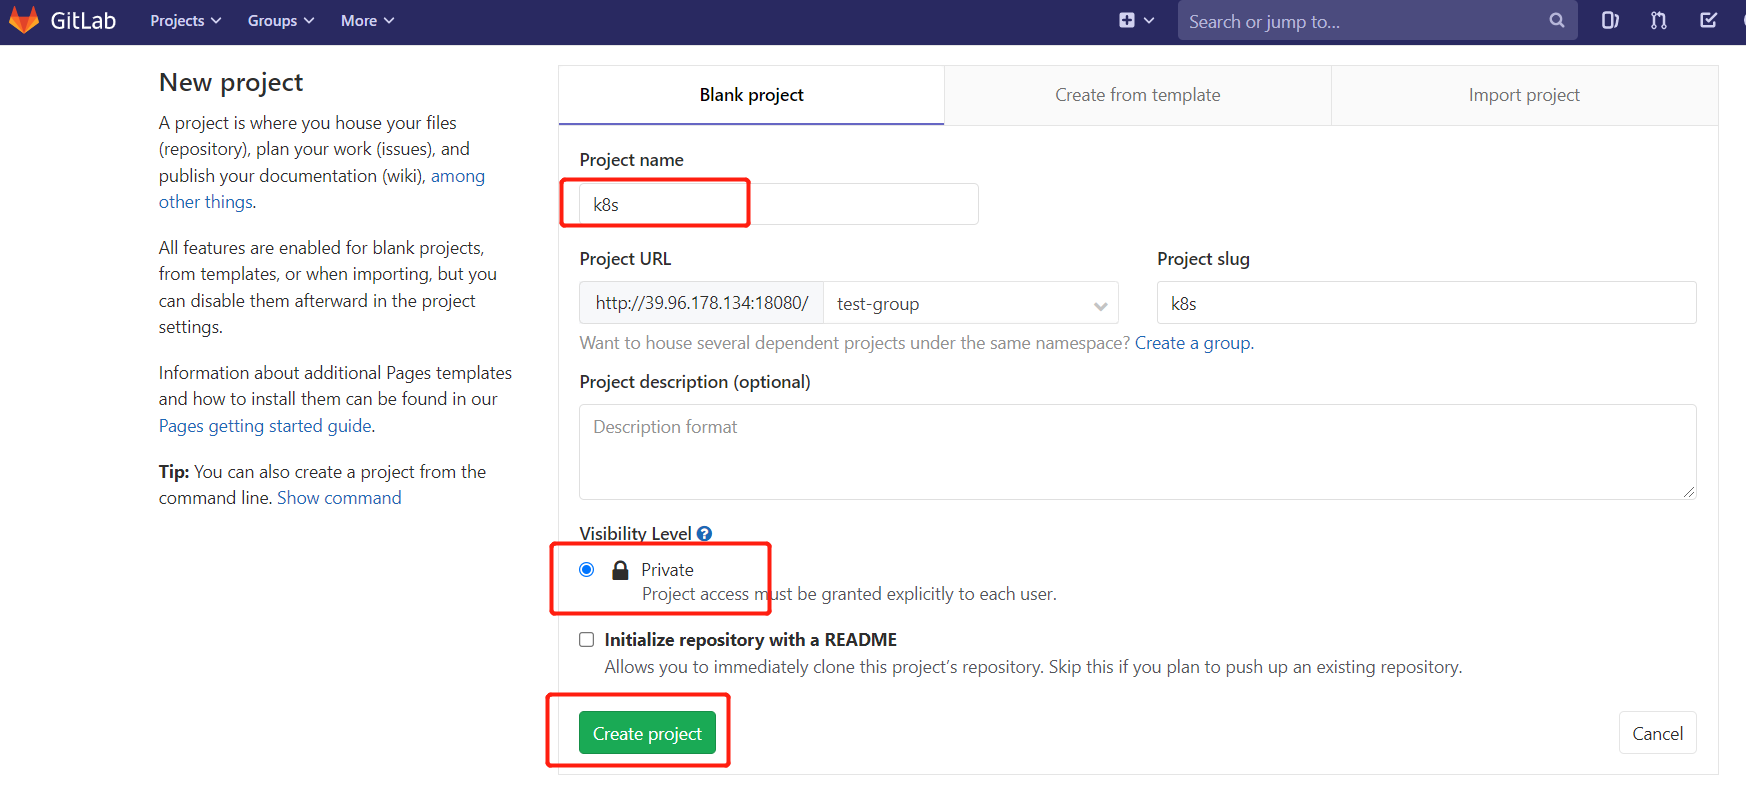 GitLab Projects Groups More Search or jump to...
New project
A project is where you house your files
(repository), plan your work (issues), and
publish your documentation (wiki), among
other things.
All features are enabled for blank projects,
from templates, or when importing, but you
can disable them afterward in the project
settings.
Information about additional Pages templates
and how to install them can be found in our
Pages getting started guide.
Tip: You can also create a project from the
command line. Show command
Blank project Create from template Import project
Project name
k8s
Project URL Project slug
http://39.96.178.134:18080/ test-group k8s
Want to house several dependent projects under the same namespace? Create a group.
Project description (optional)
Description format
Visibility Level
Private
Project access must be granted explicitly to each user.
Initialize repository with a README
Allows you to immediately clone this project’s repository. Skip this if you plan to push up an existing repository.
Create project Cancel